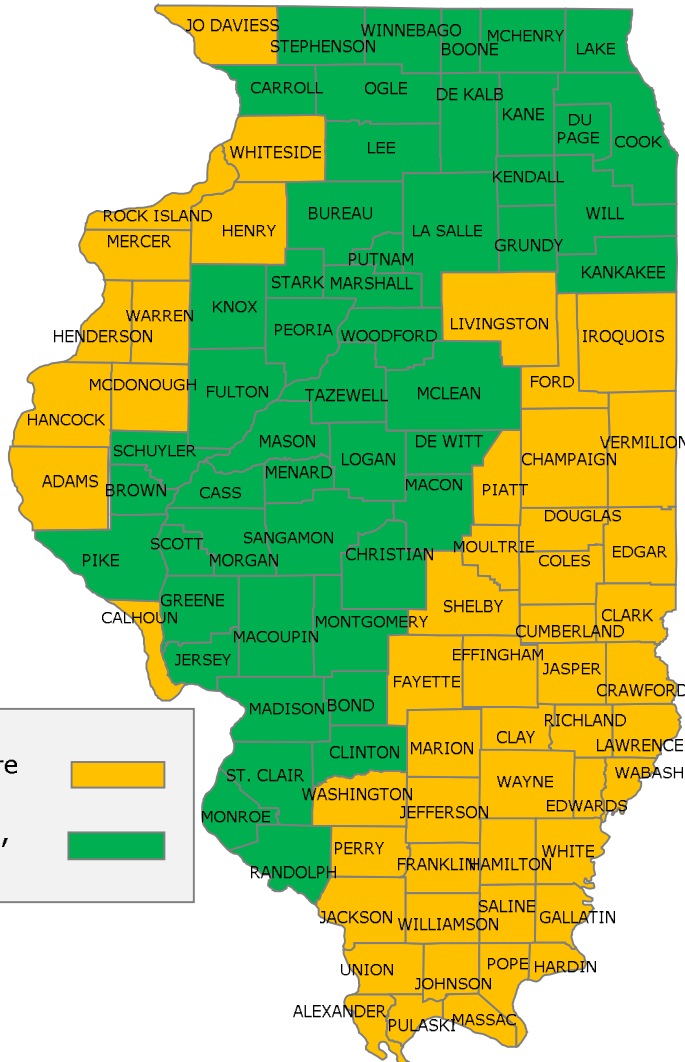 JO DAVIESS
STEPHENSON
WINNEBAGO
BOONE
MCHENRY
LAKE
CARROLL
OGLE
DE KALB
KANE
DU
PAGE
COOK
WHITESIDE
LEE
KENDALL
ROCK ISLAND
HENRY
BUREAU
LA SALLE
WILL
MERCER
PUTNAM
GRUNDY
KANKAKEE
STARK
MARSHALL
KNOX
WARREN
HENDERSON
PEORIA
WOODFORD
LIVINGSTON
IROQUOIS
MCDONOUGH
FULTON
TAZEWELL
MCLEAN
FORD
HANCOCK
SCHUYLER
MASON
LOGAN
DE WITT
CHAMPAIGN
VERMILION
ADAMS
BROWN
CASS
MENARD
MACON
PIATT
DOUGLAS
PIKE
SCOTT
MORGAN
SANGAMON
CHRISTIAN
MOULTRIE
COLES
EDGAR
CALHOUN
GREENE
MACOUPIN
MONTGOMERY
SHELBY
CUMBERLAND
CLARK
JERSEY
EFFINGHAM
JASPER
CRAWFORD
MADISON
BOND
FAYETTE
CLAY
RICHLAND
LAWRENCE
CLINTON
MARION
WABASH
ST. CLAIR
WASHINGTON
WAYNE
EDWARDS
MONROE
JEFFERSON
RANDOLPH
PERRY
FRANKLIN
HAMILTON
WHITE
JACKSON
WILLIAMSON
SALINE
GALLATIN
UNION
JOHNSON
POPE
HARDIN
ALEXANDER
PULASKI
MASSAC
re
,